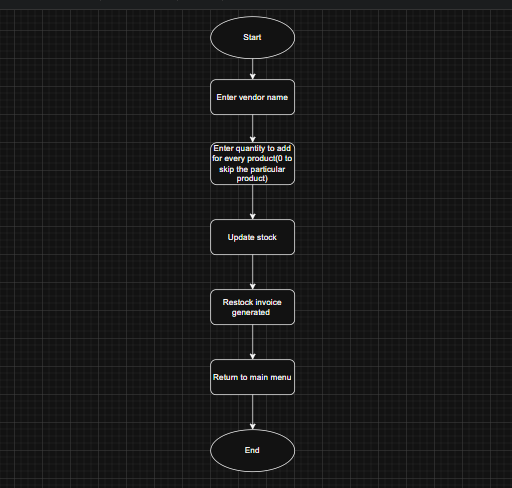 Start
Enter vendor name
Enter quantity to add
for every product(0 to
skip the particular
product)
Update stock
Restock invoice
generated
Return to main menu
End